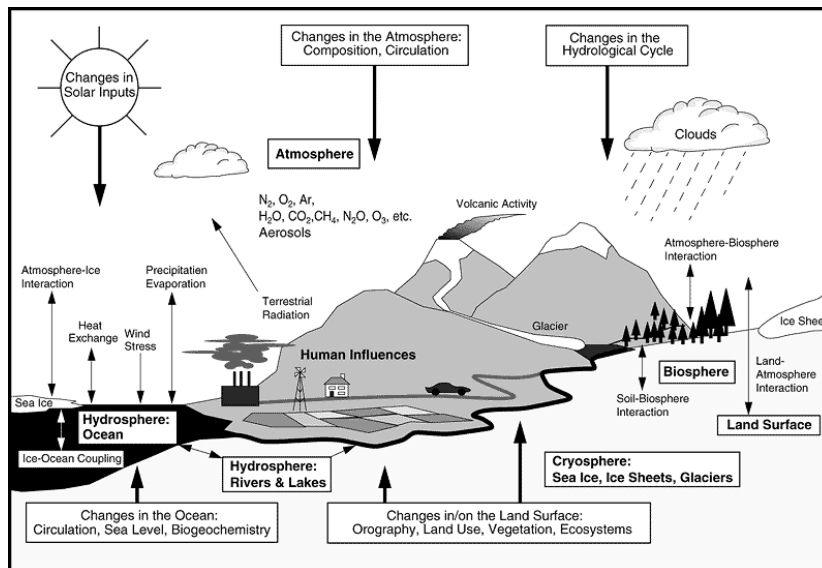 Changes in
Solar Inputs
Changes in the Atmosphere:
Composition, Circulation
Changes in the
Hydrological Cycle
Clouds
Atmosphere
N₂, O₂, Ar,
H₂O, CO₂,CH₄, N₂O, O₃, etc.
Aerosols
Volcanic Activity
Atmosphere-Biosphere
Interaction
Atmosphere-Ice
Interaction
Precipitation
Evaporation
Terrestrial
Radiation
Heat
Exchange
Wind
Stress
Human Influences
Glacier
Ice Shee
Land-
Atmosphere
Interaction
Biosphere
Soil-Biosphere
Interaction
Land Surface
Sea Ice
Hydrosphere:
Ocean
Ice-Ocean Coupling
Hydrosphere:
Rivers & Lakes
Cryosphere:
Sea Ice, Ice Sheets, Glaciers
Changes in the Ocean:
Circulation, Sea Level, Biogeochemistry
Changes in/on the Land Surface:
Orography, Land Use, Vegetation, Ecosystems